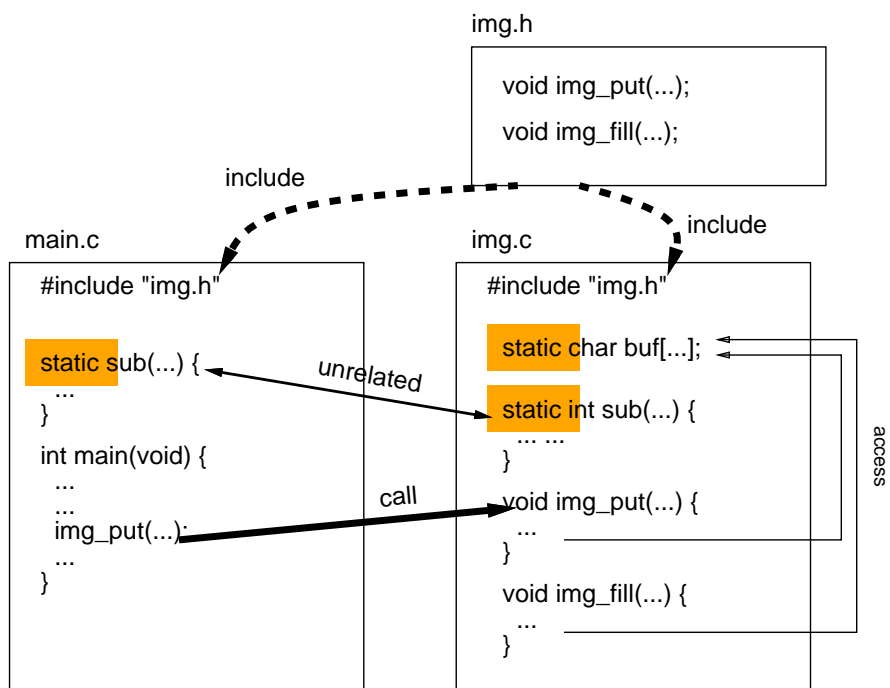 img.h
void img_put(...);
void img_fill(...);
include
include
main.c
#include "img.h"
static sub(...) {
...
}
int main(void) {
...
...
img_put(...);
...
}
unrelated
call
img.c
#include "img.h"
static char buf[...];
static int sub(...) {
... ...
}
void img_put(...) {
...
}
void img_fill(...) {
...
}
access